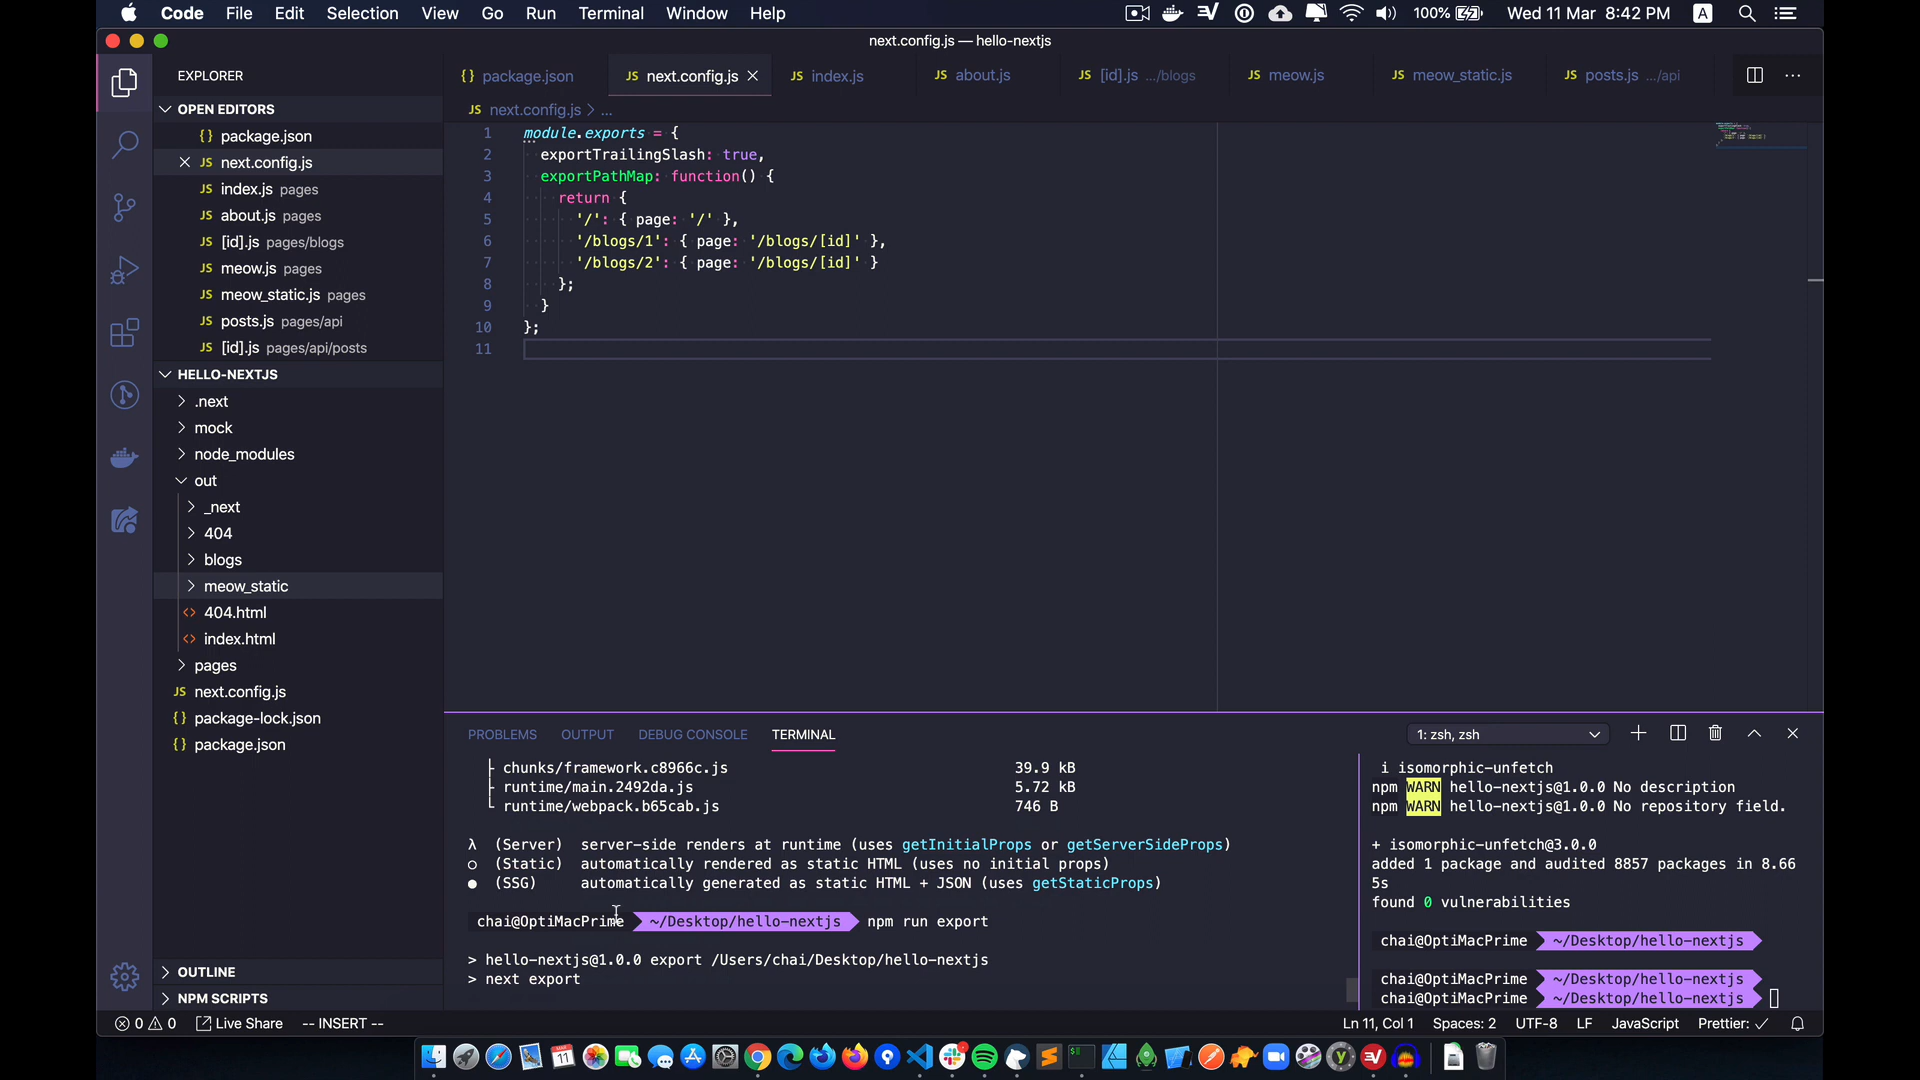 Code File Edit Selection View Go Run Terminal Window Help 100% Wed 11 Mar 8:42 PM A
next.config.js — hello-nextjs
EXPLORER
OPEN EDITORS
{} package.json
JS next.config.js
JS index.js pages
JS about.js pages
JS [id].js pages/blogs
JS meow.js pages
JS meow_static.js pages
JS posts.js pages/api
JS [id].js pages/api/posts
HELLO-NEXTJS
.next
mock
node_modules
out
_next
404
blogs
meow_static
404.html
index.html
pages
JS next.config.js
{} package-lock.json
{} package.json
OUTLINE
NPM SCRIPTS
{} package.json JS next.config.js JS index.js JS about.js JS [id].js .../blogs JS meow.js JS meow_static.js JS posts.js .../api
JS next.config.js > ...
1 module.exports = {
2 exportTrailingSlash: true,
3 exportPathMap: function() {
4 return {
5 '/': { page: '/' },
6 '/blogs/1': { page: '/blogs/[id]' },
7 '/blogs/2': { page: '/blogs/[id]' }
8 };
9 }
10 };
11
PROBLEMS OUTPUT DEBUG CONSOLE TERMINAL 1: zsh, zsh
├ chunks/framework.c8966c.js 39.9 kB
├ runtime/main.2492da.js 5.72 kB
└ runtime/webpack.b65cab.js 746 B
λ (Server) server-side renders at runtime (uses getInitialProps or getServerSideProps)
○ (Static) automatically rendered as static HTML (uses no initial props)
● (SSG) automatically generated as static HTML + JSON (uses getStaticProps)
chai@OptiMacPrime ~/Desktop/hello-nextjs npm run export
> hello-nextjs@1.0.0 export /Users/chai/Desktop/hello-nextjs
> next export
i isomorphic-unfetch
npm WARN hello-nextjs@1.0.0 No description
npm WARN hello-nextjs@1.0.0 No repository field.
+ isomorphic-unfetch@3.0.0
added 1 package and audited 8857 packages in 8.66
5s
found 0 vulnerabilities
chai@OptiMacPrime ~/Desktop/hello-nextjs
chai@OptiMacPrime ~/Desktop/hello-nextjs
chai@OptiMacPrime ~/Desktop/hello-nextjs
0 0 Live Share -- INSERT -- Ln 11, Col 1 Spaces: 2 UTF-8 LF JavaScript Prettier: ✓